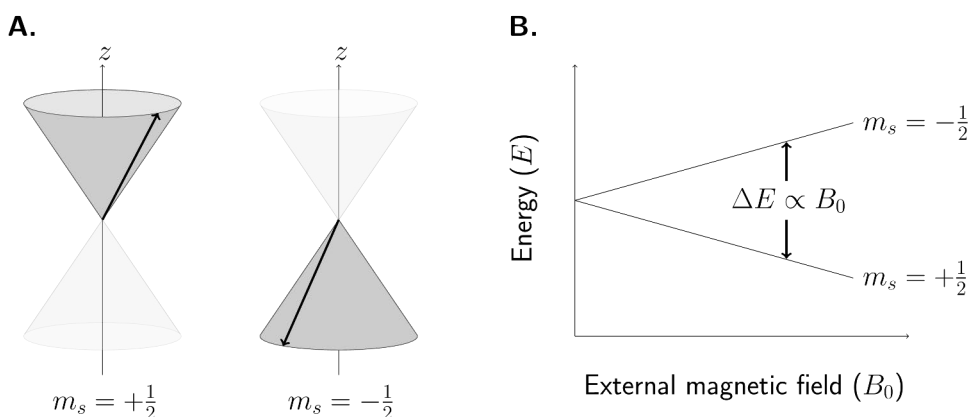 A.
z
z
m_s = +1/2
m_s = −1/2
B.
Energy (E)
m_s = −1/2
ΔE ∝ B_0
m_s = +1/2
External magnetic field (B_0)